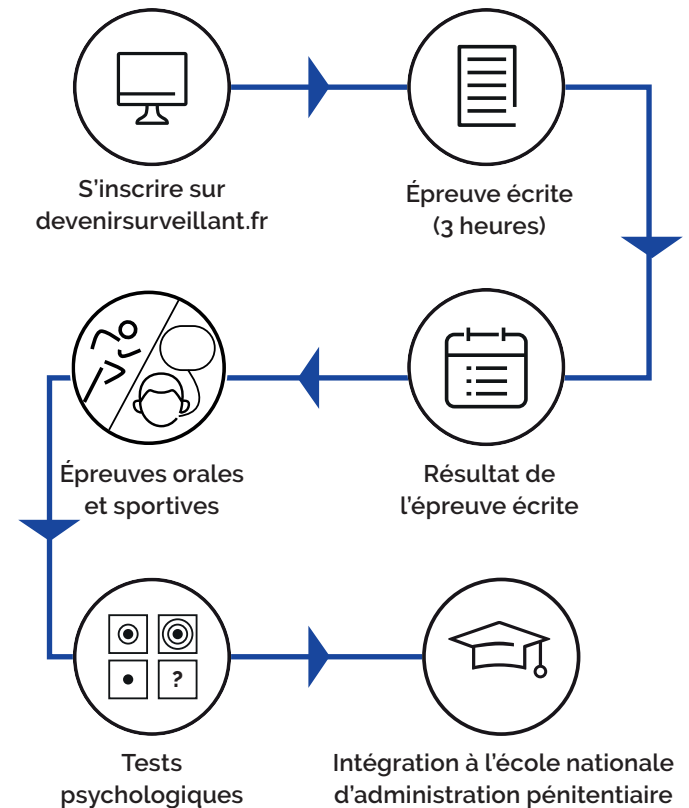 S'inscrire sur
devenirsurveillant.fr
Épreuve écrite
(3 heures)
Résultat de
l'épreuve écrite
Épreuves orales
et sportives
?
Tests
psychologiques
Intégration à l'école nationale
d'administration pénitentiaire